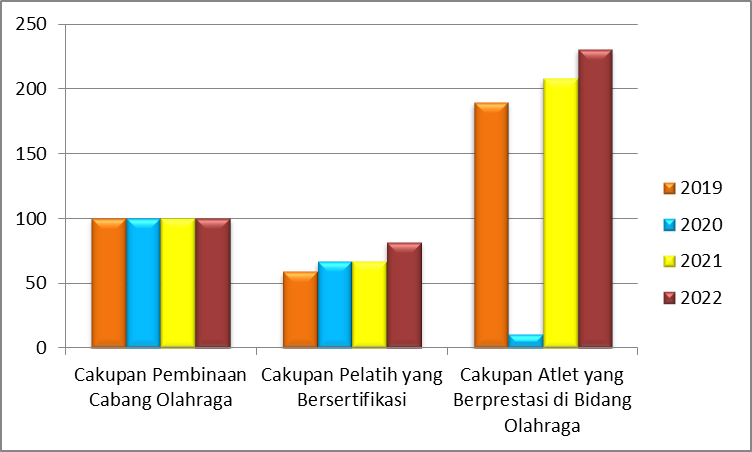 250
200
150
100
50
0
Cakupan Pembinaan
Cabang Olahraga
Cakupan Pelatih yang
Bersertifikasi
Cakupan Atlet yang
Berprestasi di Bidang
Olahraga
2019
2020
2021
2022